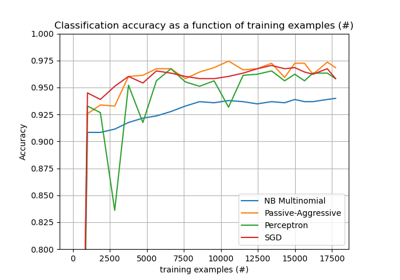 Classification accuracy as a function of training examples (#)
1.000
0.975
0.950
0.925
0.900
0.875
0.850
0.825
0.800
Accuracy
NB Multinomial
Passive-Aggressive
Perceptron
SGD
0 2500 5000 7500 10000 12500 15000 17500
training examples (#)